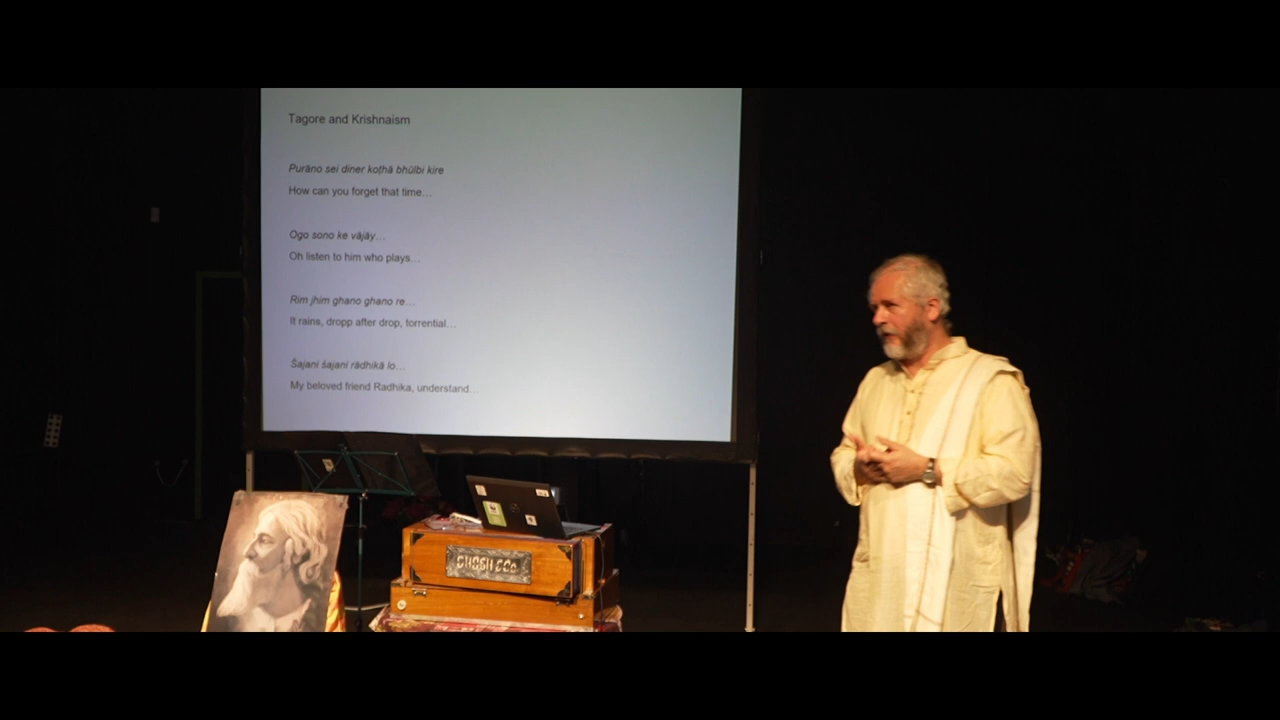 Tagore and Krishnaism
Purāno sei diner koṭhā bhūlbi kire
How can you forget that time…
Ogo sono ke vājāy…
Oh listen to him who plays…
Rim jhim ghano ghano re…
It rains, dropp after drop, torrential…
Śajani śajani rādhikā lo…
My beloved friend Radhika, understand…